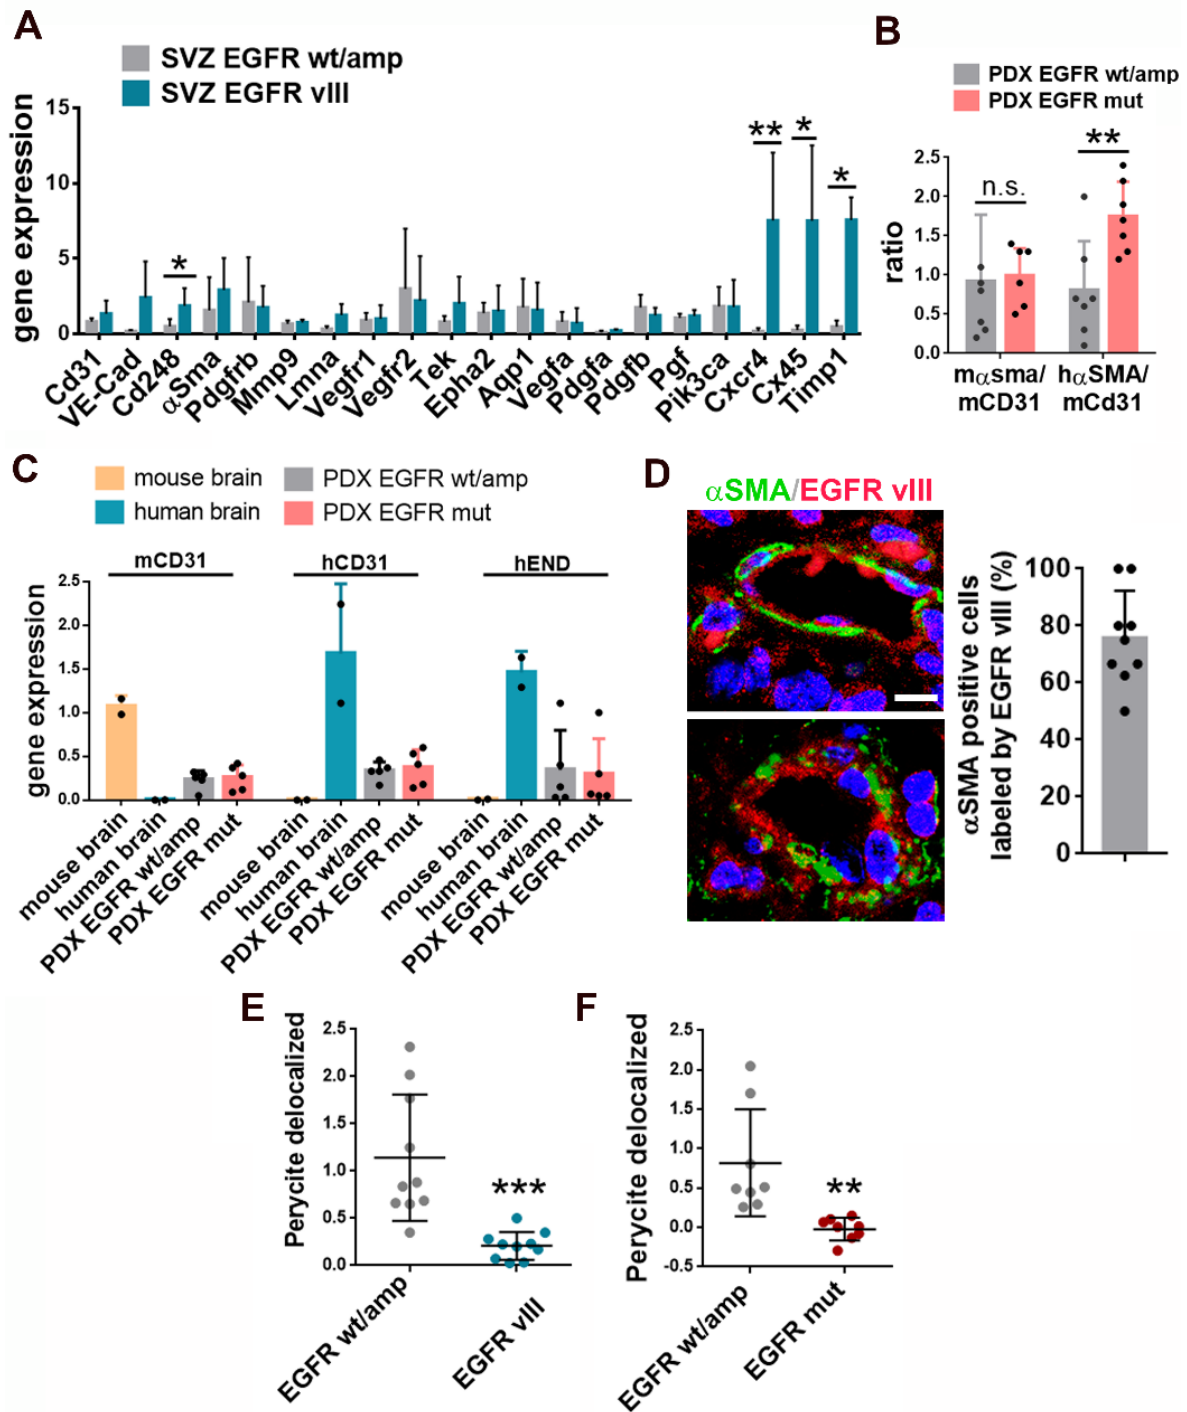 A
SVZ EGFR wt/amp
SVZ EGFR vIII
gene expression
15
10
5
0
*
**
*
*
Cd31
VE-Cad
Cd248
αSma
Pdgfrb
Mmp9
Lmna
Vegfr1
Vegfr2
Tek
Epha2
Aqp1
Vegfa
Pdgfa
Pdgfb
Pgf
Pik3ca
Cxcr4
Cx45
Timp1
B
PDX EGFR wt/amp
PDX EGFR mut
ratio
2.5
2.0
1.5
1.0
0.5
0.0
n.s.
**
mαsma/
mCD31
hαSMA/
mCd31
C
mouse brain
human brain
PDX EGFR wt/amp
PDX EGFR mut
mCD31
hCD31
hEND
gene expression
2.5
2.0
1.5
1.0
0.5
0.0
mouse brain
human brain
PDX EGFR wt/amp
PDX EGFR mut
mouse brain
human brain
PDX EGFR wt/amp
PDX EGFR mut
mouse brain
human brain
PDX EGFR wt/amp
PDX EGFR mut
D
αSMA/EGFR vIII
αSMA positive cells
labeled by EGFR vIII (%)
100
80
60
40
20
0
E
Perycite delocalized
2.5
2.0
1.5
1.0
0.5
0.0
***
EGFR wt/amp
EGFR vIII
F
Perycite delocalized
2.5
2.0
1.5
1.0
0.5
0.0
-0.5
**
EGFR wt/amp
EGFR mut